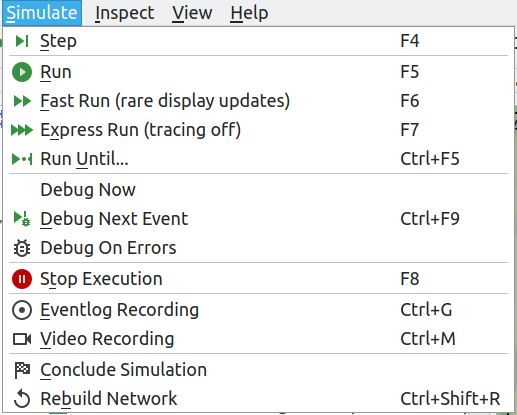 Simulate Inspect View Help
Step F4
Run F5
Fast Run (rare display updates) F6
Express Run (tracing off) F7
Run Until... Ctrl+F5
Debug Now
Debug Next Event Ctrl+F9
Debug On Errors
Stop Execution F8
Eventlog Recording Ctrl+G
Video Recording Ctrl+M
Conclude Simulation
Rebuild Network Ctrl+Shift+R